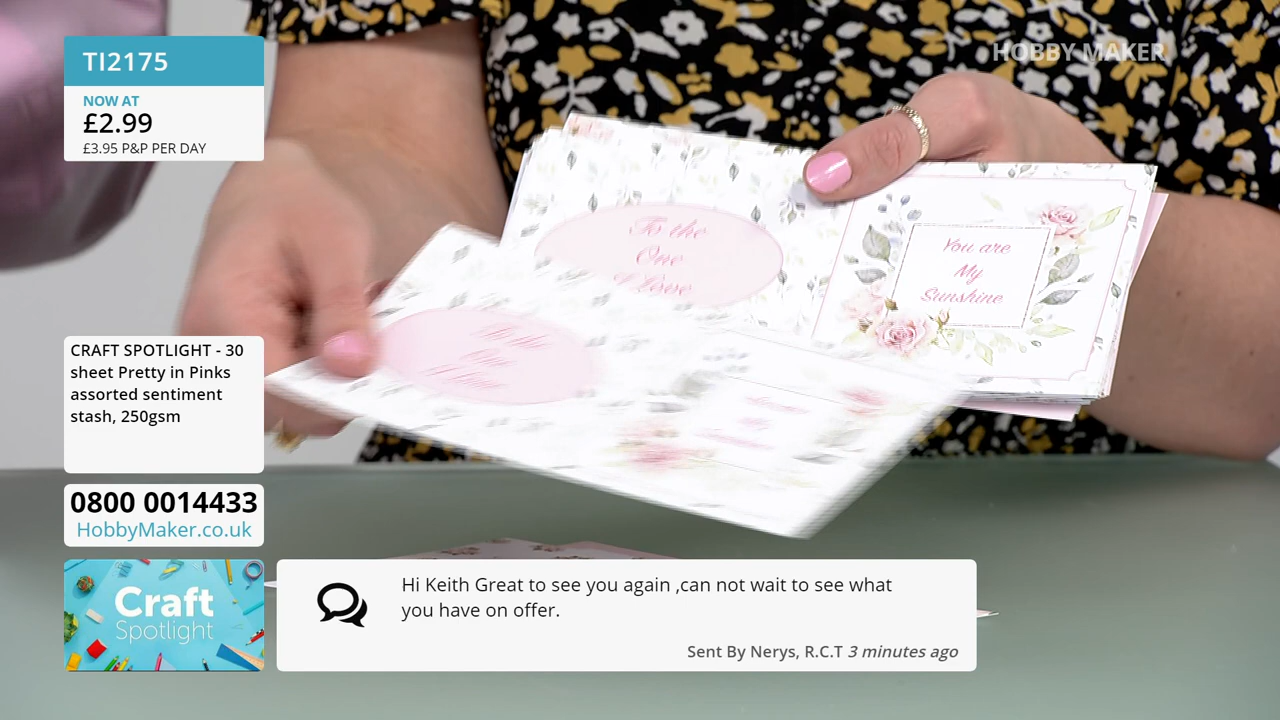 HOBBY MAKER
TI2175
NOW AT
£2.99
£3.95 P&P PER DAY
To the
One
I Love
You are
My
Sunshine
CRAFT SPOTLIGHT - 30
sheet Pretty in Pinks
assorted sentiment
stash, 250gsm
0800 0014433
HobbyMaker.co.uk
Craft
Spotlight
Hi Keith Great to see you again ,can not wait to see what
you have on offer.
Sent By Nerys, R.C.T 3 minutes ago